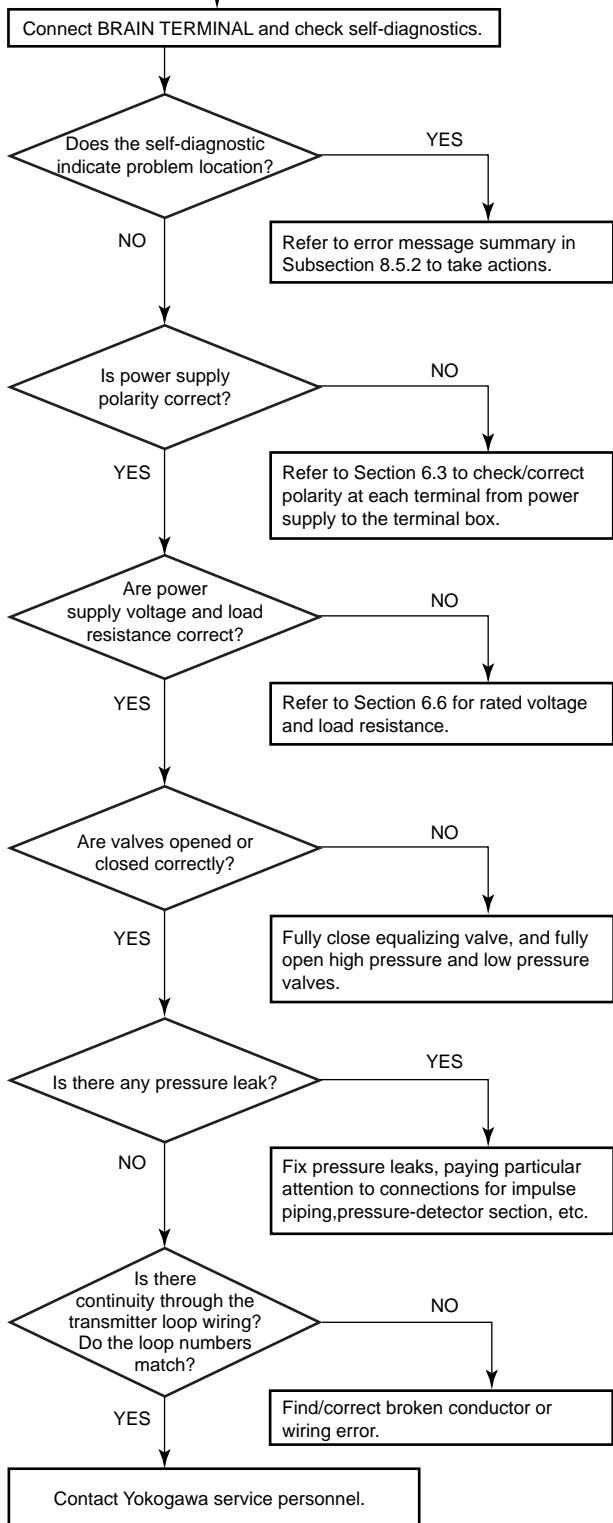 Connect BRAIN TERMINAL and check self-diagnostics.
Does the self-diagnostic
indicate problem location?
YES
NO
Refer to error message summary in
Subsection 8.5.2 to take actions.
Is power supply
polarity correct?
NO
YES
Refer to Section 6.3 to check/correct
polarity at each terminal from power
supply to the terminal box.
Are power
supply voltage and load
resistance correct?
NO
YES
Refer to Section 6.6 for rated voltage
and load resistance.
Are valves opened or
closed correctly?
NO
YES
Fully close equalizing valve, and fully
open high pressure and low pressure
valves.
Is there any pressure leak?
YES
NO
Fix pressure leaks, paying particular
attention to connections for impulse
piping,pressure-detector section, etc.
Is there
continuity through the
transmitter loop wiring?
Do the loop numbers
match?
NO
YES
Find/correct broken conductor or
wiring error.
Contact Yokogawa service personnel.